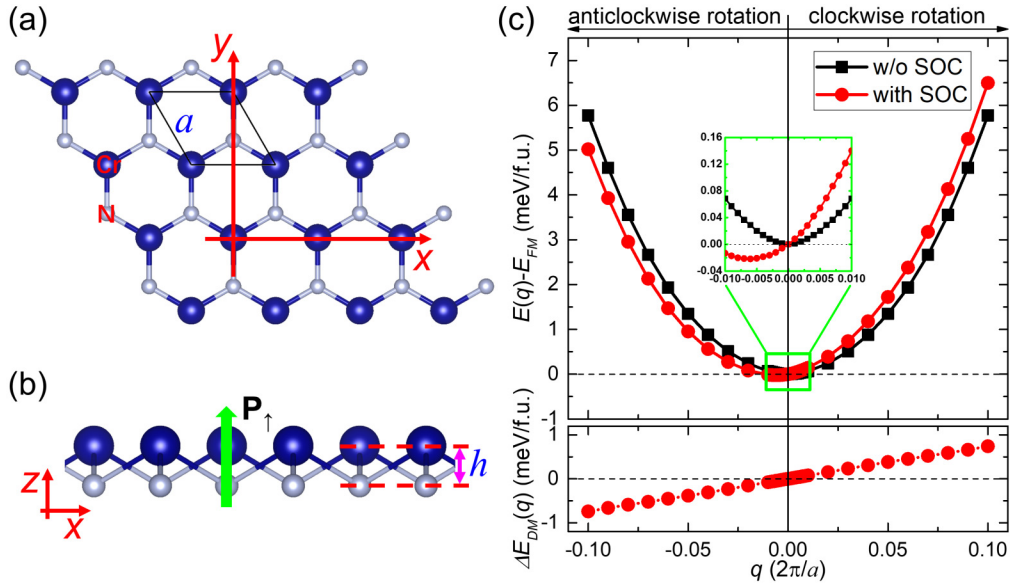 (a)
y
a
Cr
N
x
(b)
P↑
h
z
x
(c)
anticlockwise rotation
clockwise rotation
E(q)-E_FM (meV/f.u.)
7
6
5
4
3
2
1
0
-1
w/o SOC
with SOC
0.16
0.12
0.08
0.04
0.00
-0.04
-0.010
-0.005
0.000
0.005
0.010
ΔE_DM(q) (meV/f.u.)
1
0
-1
-0.10
-0.05
0.00
0.05
0.10
q (2π/a)